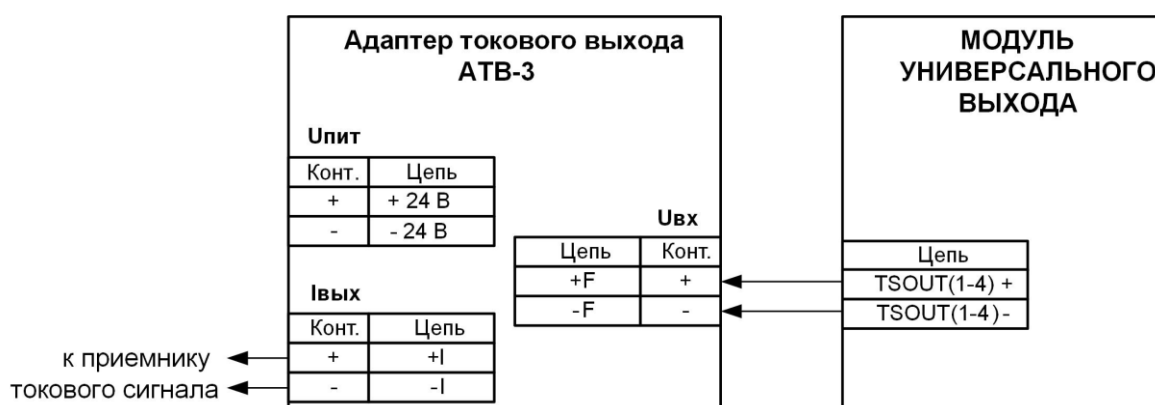 Адаптер токового выхода
АТВ-3
Uпит
Конт. Цепь
+ + 24 В
- - 24 В
Iвых
Конт. Цепь
+ +I
- -I
к приемнику
токового сигнала
Uвх
Цепь Конт.
+F +
-F -
МОДУЛЬ
УНИВЕРСАЛЬНОГО
ВЫХОДА
Цепь
TSOUT(1-4) +
TSOUT(1-4) -